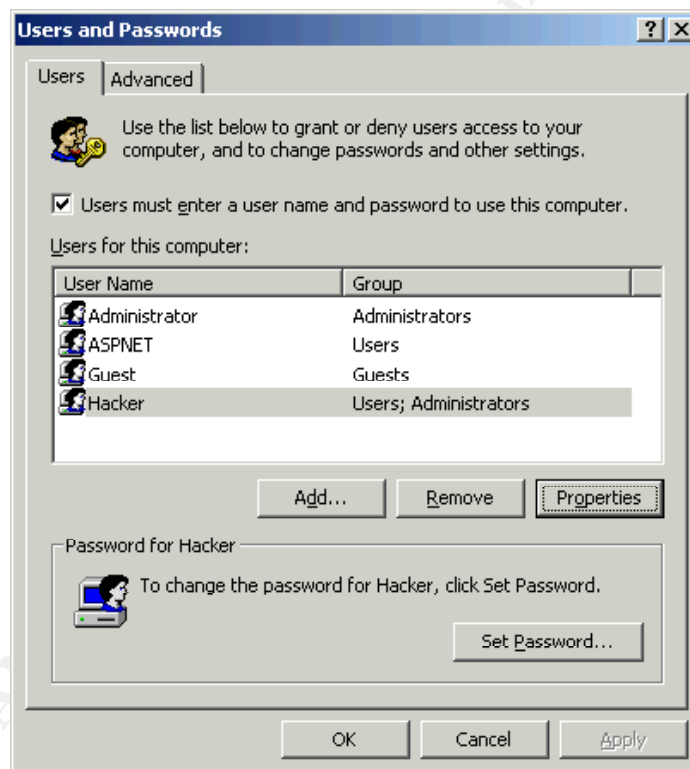 Users and Passwords
Users
Advanced
Use the list below to grant or deny users access to your
computer, and to change passwords and other settings.
Users must enter a user name and password to use this computer.
Users for this computer:
User Name Group
Administrator Administrators
ASPNET Users
Guest Guests
Hacker Users; Administrators
Add... Remove Properties
Password for Hacker
To change the password for Hacker, click Set Password.
Set Password...
OK Cancel Apply